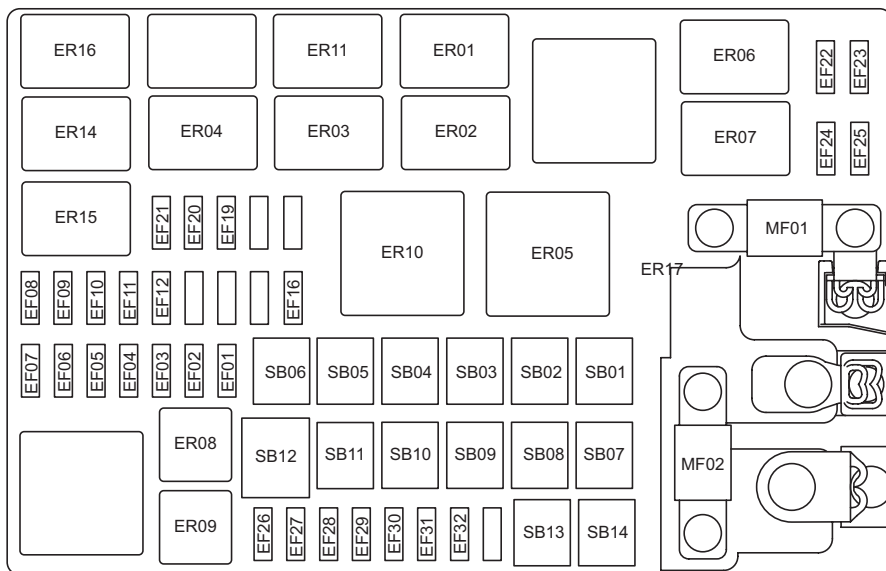 ER16
ER11
ER01
ER06
EF22
EF23
ER14
ER04
ER03
ER02
ER07
EF24
EF25
ER15
EF21
EF20
EF19
ER10
ER05
MF01
ER17
EF08
EF09
EF10
EF11
EF12
EF16
EF07
EF06
EF05
EF04
EF03
EF02
EF01
SB06
SB05
SB04
SB03
SB02
SB01
ER08
SB12
SB11
SB10
SB09
SB08
SB07
MF02
ER09
EF26
EF27
EF28
EF29
EF30
EF31
EF32
SB13
SB14